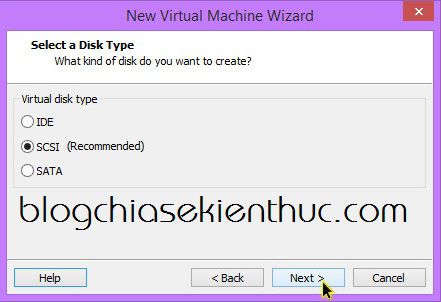 New Virtual Machine Wizard
Select a Disk Type
What kind of disk do you want to create?
Virtual disk type
IDE
SCSI (Recommended)
SATA
blogchiasekienthuc.com
Help
< Back
Next >
Cancel